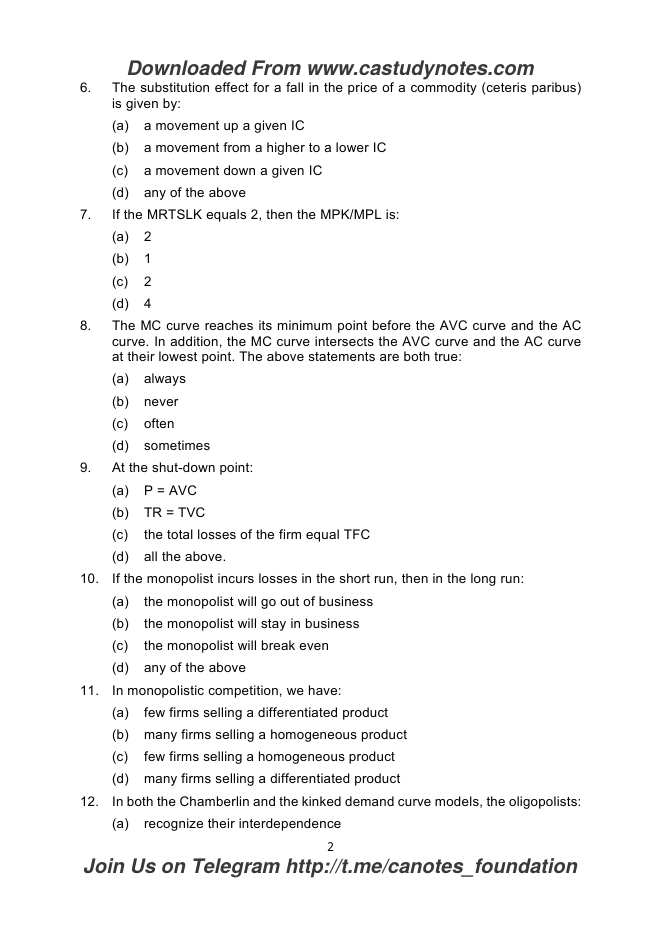 Downloaded From www.castudynotes.com
6. The substitution effect for a fall in the price of a commodity (ceteris paribus)
is given by:
(a) a movement up a given IC
(b) a movement from a higher to a lower IC
(c) a movement down a given IC
(d) any of the above
7. If the MRTSLK equals 2, then the MPK/MPL is:
(a) 2
(b) 1
(c) 2
(d) 4
8. The MC curve reaches its minimum point before the AVC curve and the AC
curve. In addition, the MC curve intersects the AVC curve and the AC curve
at their lowest point. The above statements are both true:
(a) always
(b) never
(c) often
(d) sometimes
9. At the shut-down point:
(a) P = AVC
(b) TR = TVC
(c) the total losses of the firm equal TFC
(d) all the above.
10. If the monopolist incurs losses in the short run, then in the long run:
(a) the monopolist will go out of business
(b) the monopolist will stay in business
(c) the monopolist will break even
(d) any of the above
11. In monopolistic competition, we have:
(a) few firms selling a differentiated product
(b) many firms selling a homogeneous product
(c) few firms selling a homogeneous product
(d) many firms selling a differentiated product
12. In both the Chamberlin and the kinked demand curve models, the oligopolists:
(a) recognize their interdependence
2
Join Us on Telegram http://t.me/canotes_foundation